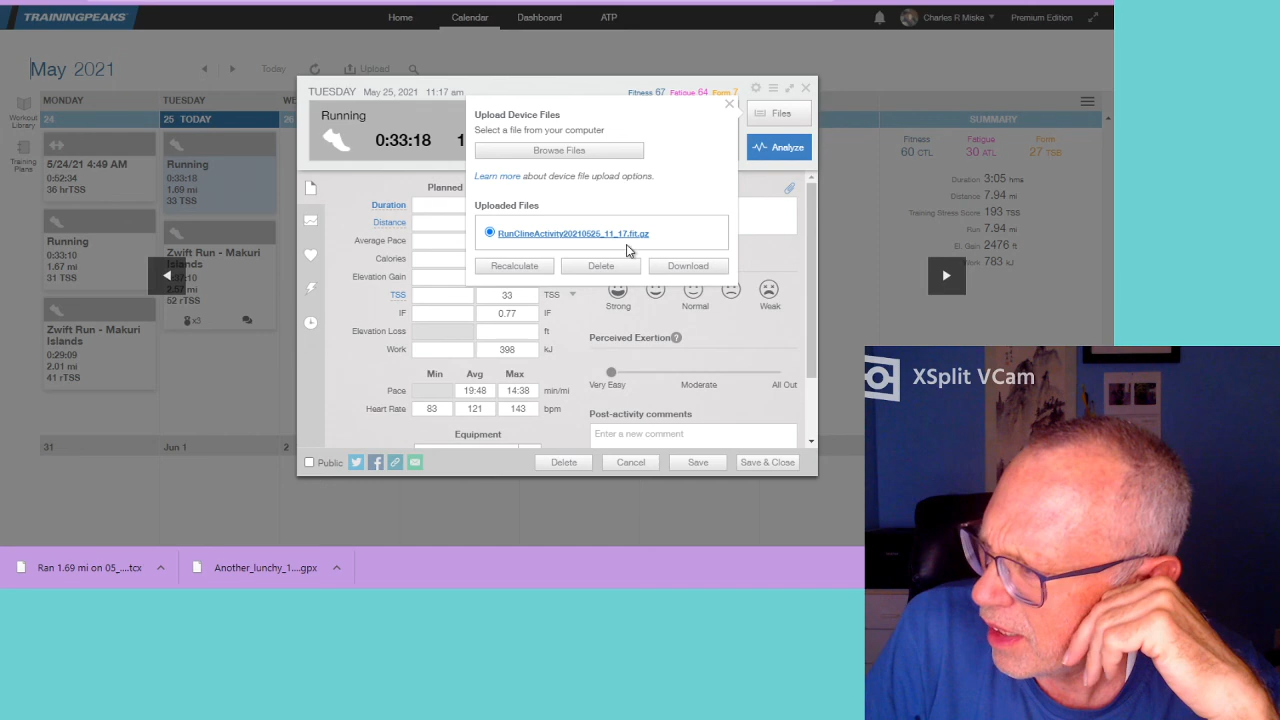 TRAININGPEAKS
Home
Calendar
Dashboard
ATP
Charles R Miske
Premium Edition
May 2021
Today
Upload
MONDAY
TUESDAY
WE
SUMMARY
24
25 TODAY
26
Workout
Library
Training
Plans
5/24/21 4:49 AM
0:52:34
36 hrTSS
Running
0:33:18
1.69 mi
33 TSS
Running
0:33:10
1.67 mi
31 TSS
Zwift Run - Makuri
Islands
2.57 mi
52 rTSS
x3
Zwift Run - Makuri
Islands
0:29:09
2.01 mi
41 rTSS
31
Jun 1
2
TUESDAY May 25, 2021 11:17 am
Fitness 67 Fatigue 64 Form 7
Running
0:33:18
Files
Analyze
Upload Device Files
Select a file from your computer
Browse Files
Learn more about device file upload options.
Uploaded Files
RunClineActivity20210525_11_17.fit.gz
Recalculate
Delete
Download
Planned
Duration
Distance
Average Pace
Calories
Elevation Gain
TSS 33 TSS
IF 0.77 IF
Elevation Loss ft
Work 398 kJ
Min Avg Max
Pace 19:48 14:38 min/mi
Heart Rate 83 121 143 bpm
Equipment
Strong
Normal
Weak
Perceived Exertion ?
Very Easy
Moderate
All Out
Post-activity comments
Enter a new comment
Public
Delete
Cancel
Save
Save & Close
Fitness
60 CTL
Fatigue
30 ATL
Form
27 TSB
Duration 3:05 hms
Distance 7.94 mi
Training Stress Score 193 TSS
Run 7.94 mi
El. Gain 2476 ft
783 kJ
Ran 1.69 mi on 05_....tcx
Another_lunchy_1....gpx
XSplit VCam